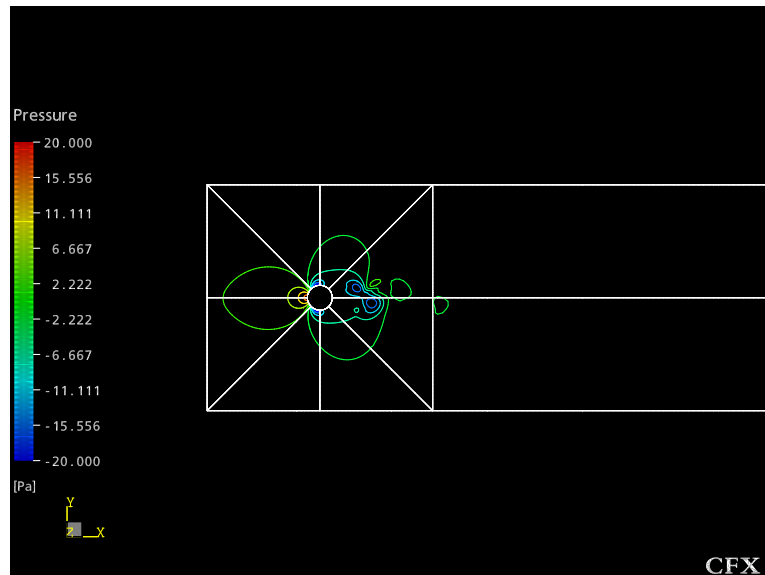 Pressure
20.000
15.556
11.111
6.667
2.222
-2.222
-6.667
-11.111
-15.556
-20.000
[Pa]
Y
Z X
CFX